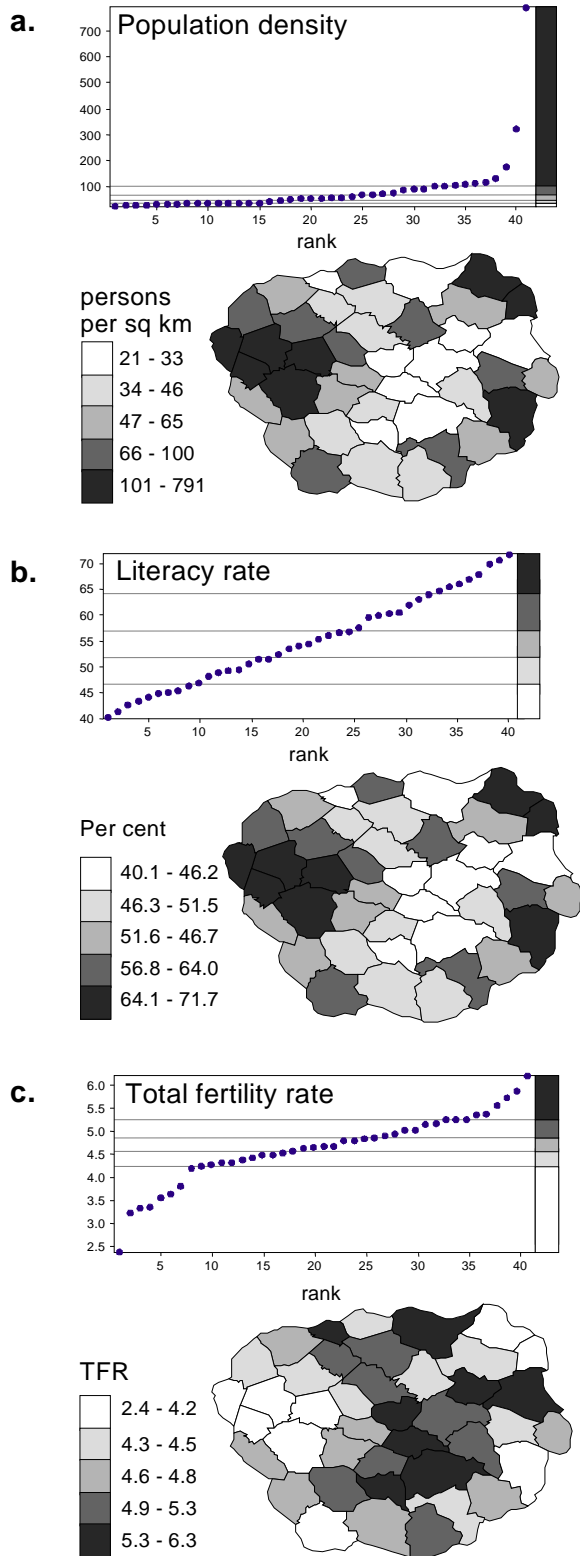 a.
Population density
700
600
500
400
300
200
100
5 10 15 20 25 30 35 40
rank
persons
per sq km
21 - 33
34 - 46
47 - 65
66 - 100
101 - 791
b.
Literacy rate
70
65
60
55
50
45
40
5 10 15 20 25 30 35 40
rank
Per cent
40.1 - 46.2
46.3 - 51.5
51.6 - 46.7
56.8 - 64.0
64.1 - 71.7
c.
Total fertility rate
6.0
5.5
5.0
4.5
4.0
3.5
3.0
2.5
5 10 15 20 25 30 35 40
rank
TFR
2.4 - 4.2
4.3 - 4.5
4.6 - 4.8
4.9 - 5.3
5.3 - 6.3